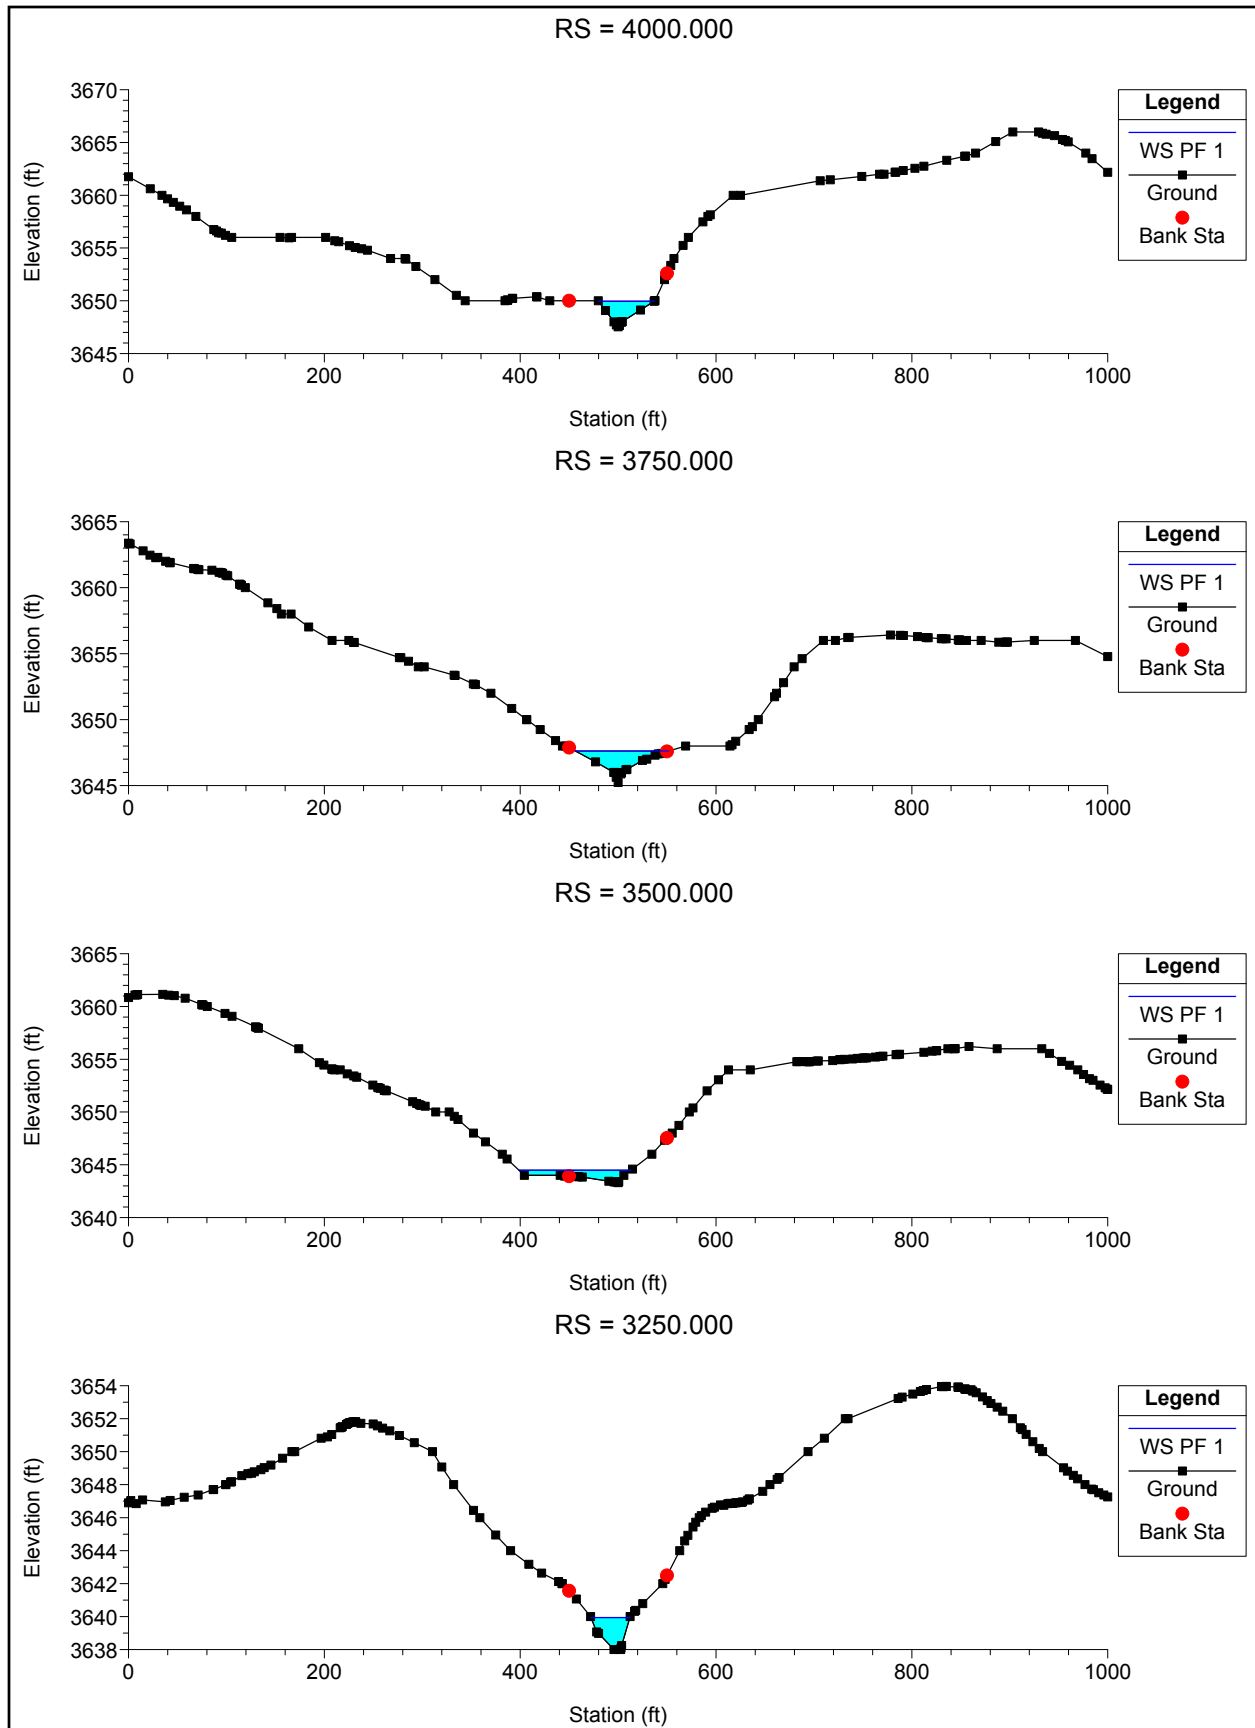 RS = 4000.000
3670
3665
3660
3655
3650
3645
Elevation (ft)
0 200 400 600 800 1000
Station (ft)
Legend
WS PF 1
Ground
Bank Sta
RS = 3750.000
3665
3660
3655
3650
3645
Elevation (ft)
0 200 400 600 800 1000
Station (ft)
Legend
WS PF 1
Ground
Bank Sta
RS = 3500.000
3665
3660
3655
3650
3645
3640
Elevation (ft)
0 200 400 600 800 1000
Station (ft)
Legend
WS PF 1
Ground
Bank Sta
RS = 3250.000
3654
3652
3650
3648
3646
3644
3642
3640
3638
Elevation (ft)
0 200 400 600 800 1000
Station (ft)
Legend
WS PF 1
Ground
Bank Sta